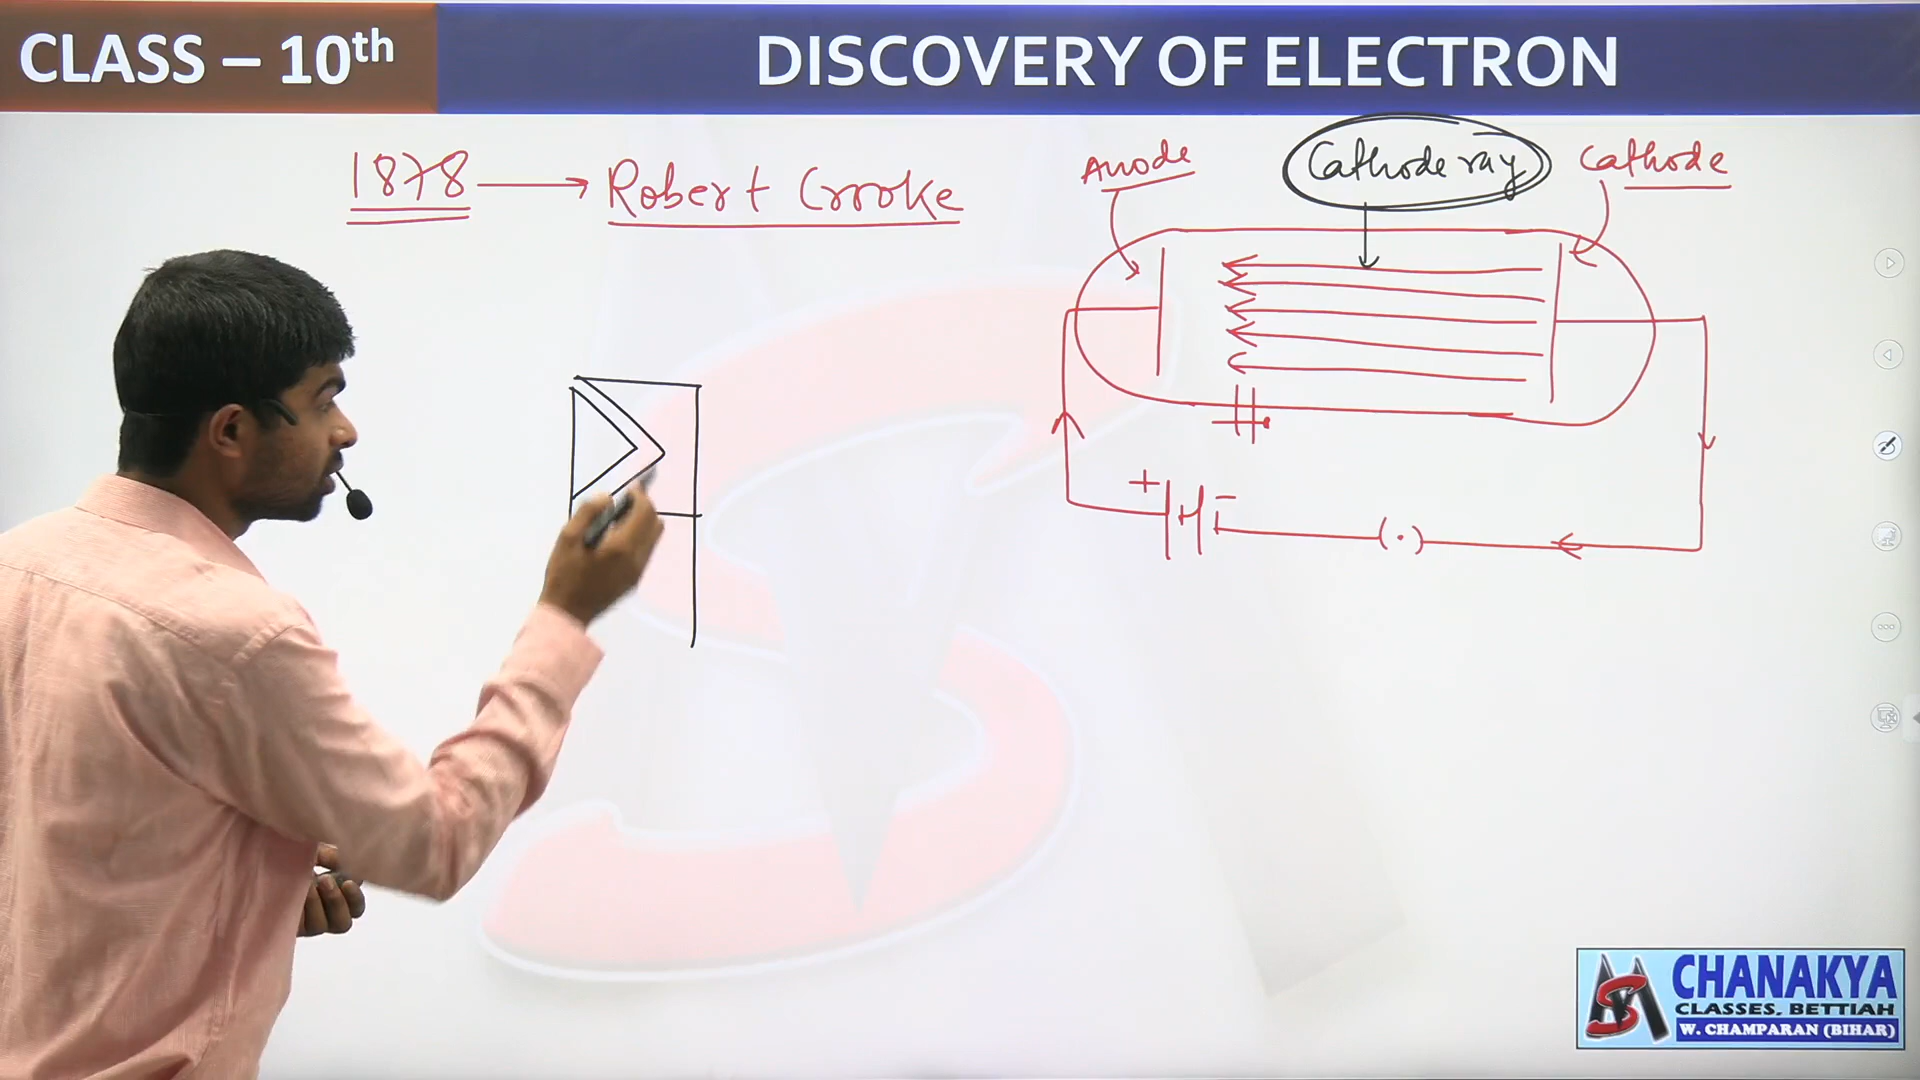 CLASS – 10th
DISCOVERY OF ELECTRON
1878 → Robert Crooke
Anode
Cathode ray
Cathode
+
−
CHANAKYA
CLASSES, BETTIAH
W. CHAMPARAN (BIHAR)